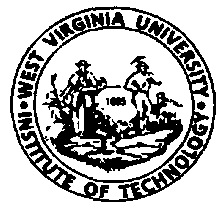 WEST VIRGINIA UNIVERSITY
INSTITUTE OF TECHNOLOGY
1895